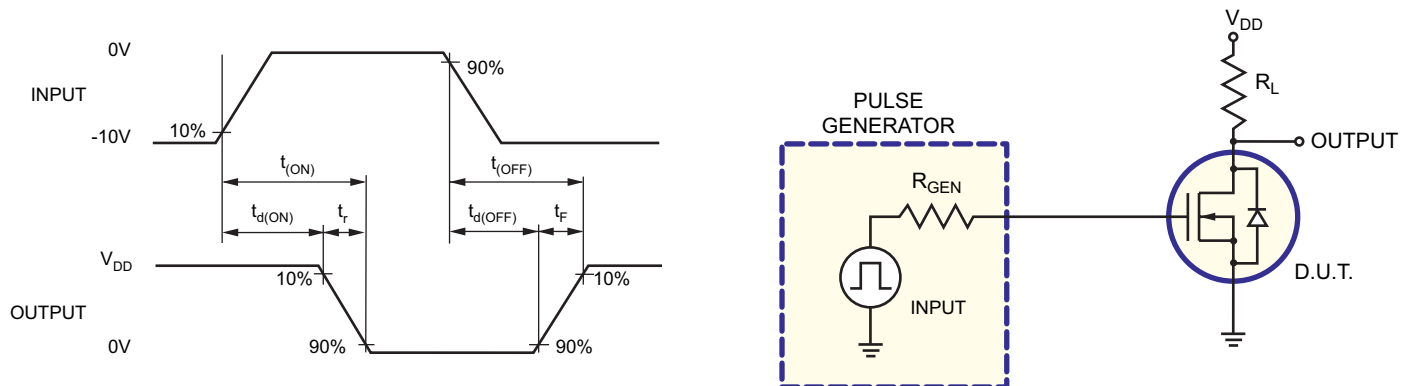 0V
INPUT
-10V
10%
90%
t(ON)
t(OFF)
td(ON)
tr
td(OFF)
tF
VDD
10%
10%
OUTPUT
0V
90%
90%
VDD
RL
PULSE
GENERATOR
OUTPUT
RGEN
INPUT
D.U.T.